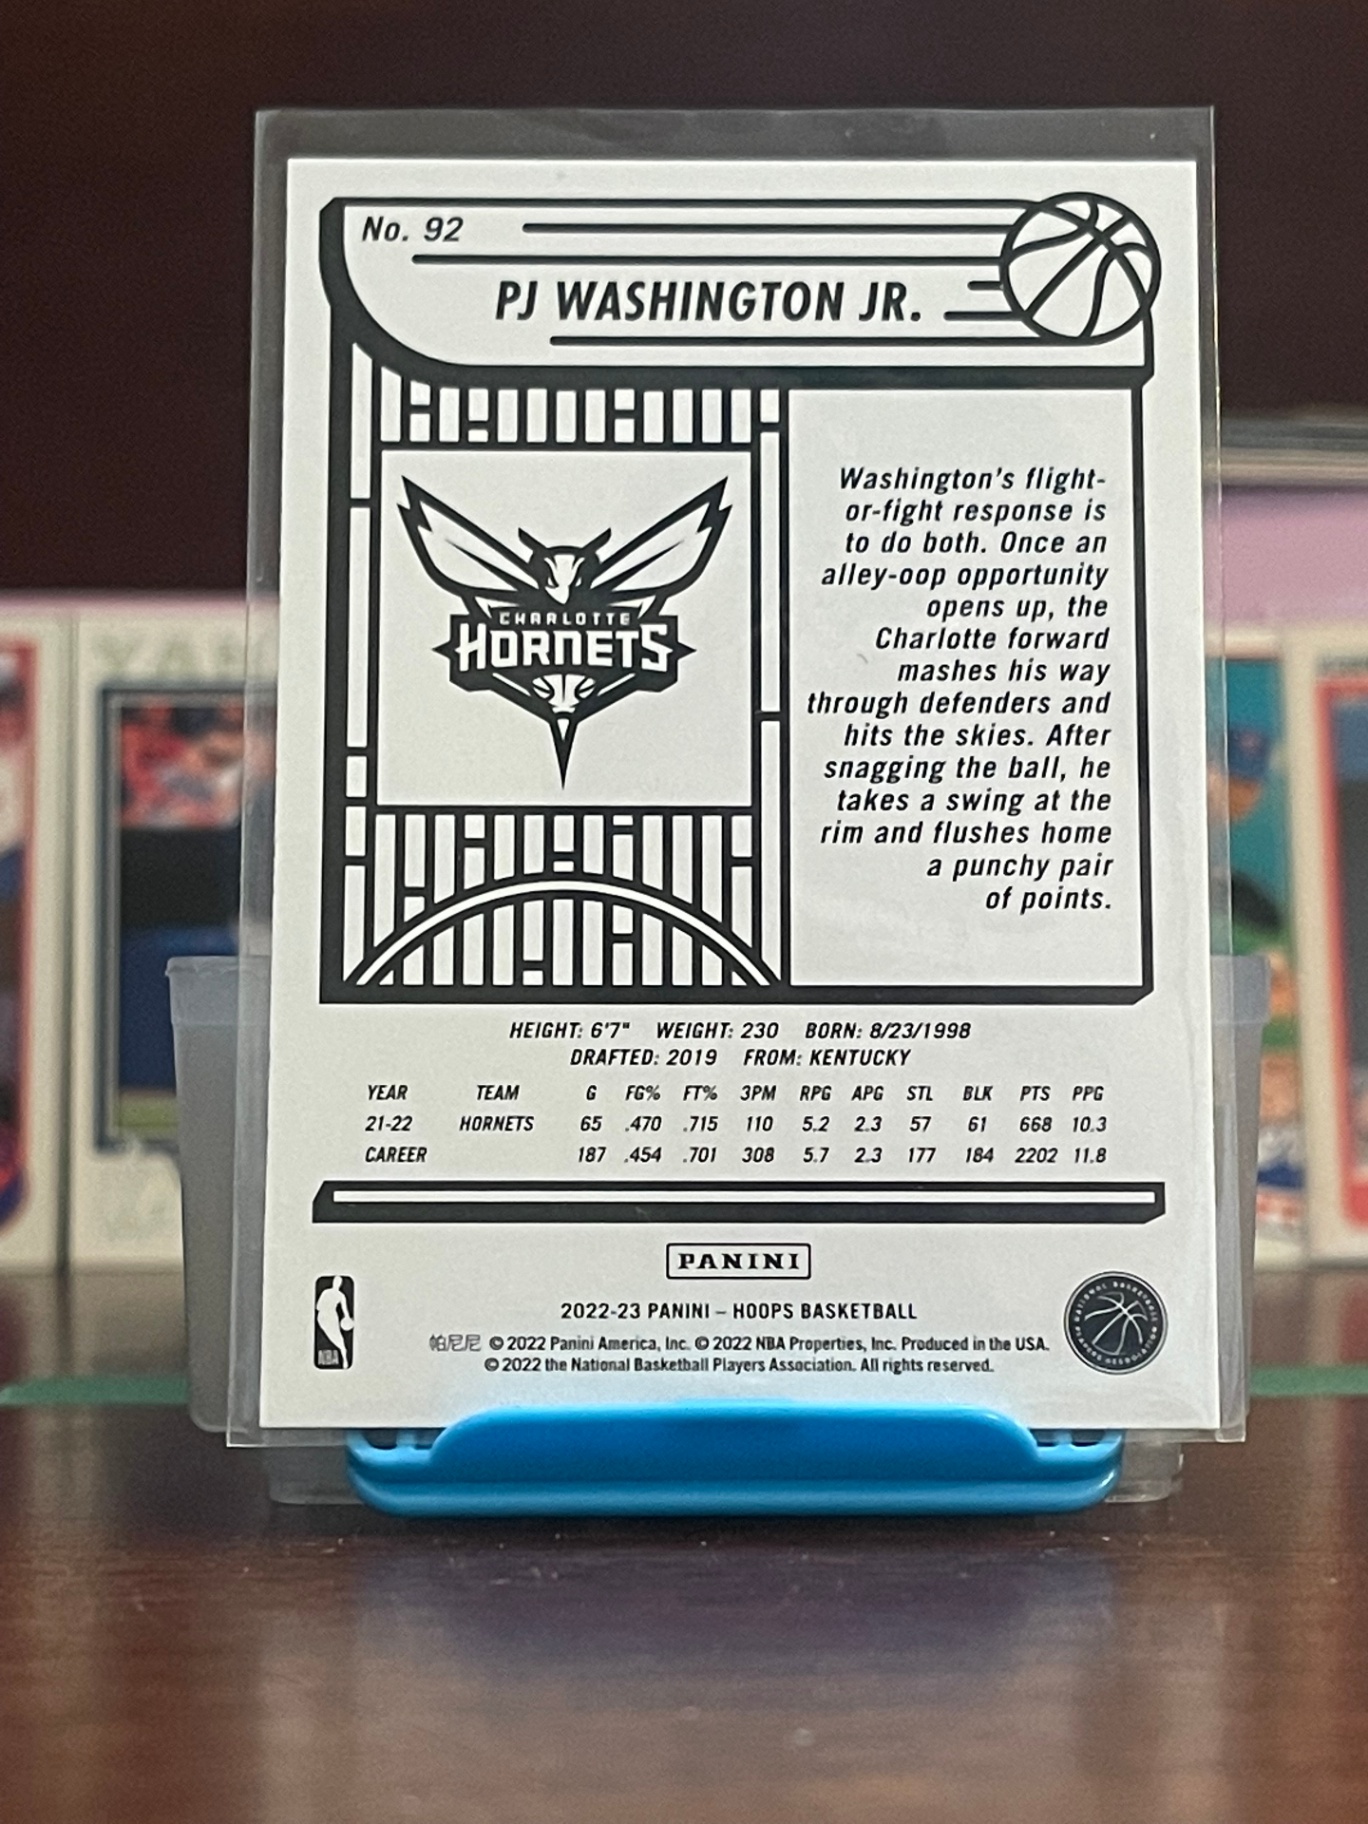 No. 92
PJ WASHINGTON JR.
CHARLOTTE
HORNETS
Washington's flight-
or-fight response is
to do both. Once an
alley-oop opportunity
opens up, the
Charlotte forward
mashes his way
through defenders and
hits the skies. After
snagging the ball, he
takes a swing at the
rim and flushes home
a punchy pair
of points.
HEIGHT: 6'7" WEIGHT: 230 BORN: 8/23/1998
DRAFTED: 2019 FROM: KENTUCKY
YEAR TEAM G FG% FT% 3PM RPG APG STL BLK PTS PPG
21-22 HORNETS 65 .470 .715 110 5.2 2.3 57 61 668 10.3
CAREER 187 .454 .701 308 5.7 2.3 177 184 2202 11.8
PANINI
2022-23 PANINI – HOOPS BASKETBALL
帕尼尼 © 2022 Panini America, Inc. © 2022 NBA Properties, Inc. Produced in the USA.
© 2022 the National Basketball Players Association. All rights reserved.
NBA
NATIONAL BASKETBALL
PLAYERS ASSOCIATION